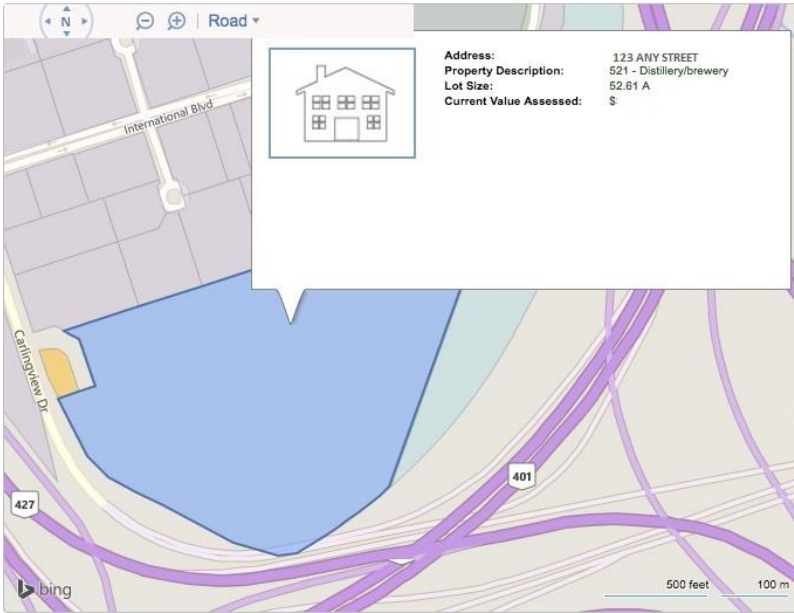 N
Road
Address: 123 ANY STREET
Property Description: 521 - Distillery/brewery
Lot Size: 52.61 A
Current Value Assessed: $
International Blvd
Carlingview Dr
401
427
bing
500 feet 100 m